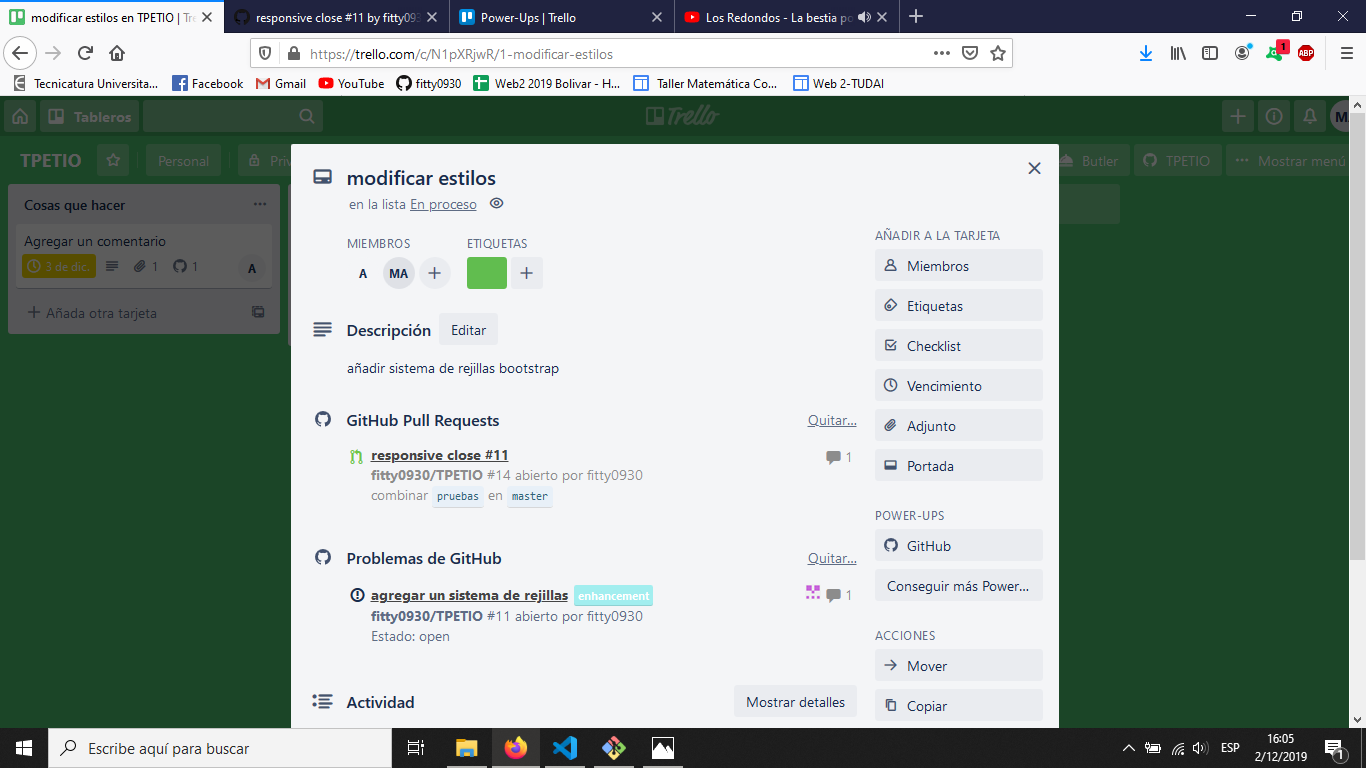 modificar estilos en TPETIO | Tr
responsive close #11 by fitty093
Power-Ups | Trello
Los Redondos - La bestia po
https://trello.com/c/N1pXRjwR/1-modificar-estilos
1
ABP
Tecnicatura Universita...
Facebook
Gmail
YouTube
fitty0930
Web2 2019 Bolivar - H...
Taller Matemática Co...
Web 2-TUDAI
Tableros
Trello
TPETIO
Personal
Butler
TPETIO
Mostrar menú
Cosas que hacer
Agregar un comentario
3 de dic.
1
1
A
Añada otra tarjeta
modificar estilos
en la lista En proceso
MIEMBROS
ETIQUETAS
A
MA
Descripción
Editar
añadir sistema de rejillas bootstrap
GitHub Pull Requests
Quitar...
responsive close #11
1
fitty0930/TPETIO #14 abierto por fitty0930
combinar pruebas en master
Problemas de GitHub
Quitar...
agregar un sistema de rejillas enhancement
1
fitty0930/TPETIO #11 abierto por fitty0930
Estado: open
Actividad
Mostrar detalles
AÑADIR A LA TARJETA
Miembros
Etiquetas
Checklist
Vencimiento
Adjunto
Portada
POWER-UPS
GitHub
Conseguir más Power...
ACCIONES
Mover
Copiar
Escribe aquí para buscar
ESP
16:05
2/12/2019
1